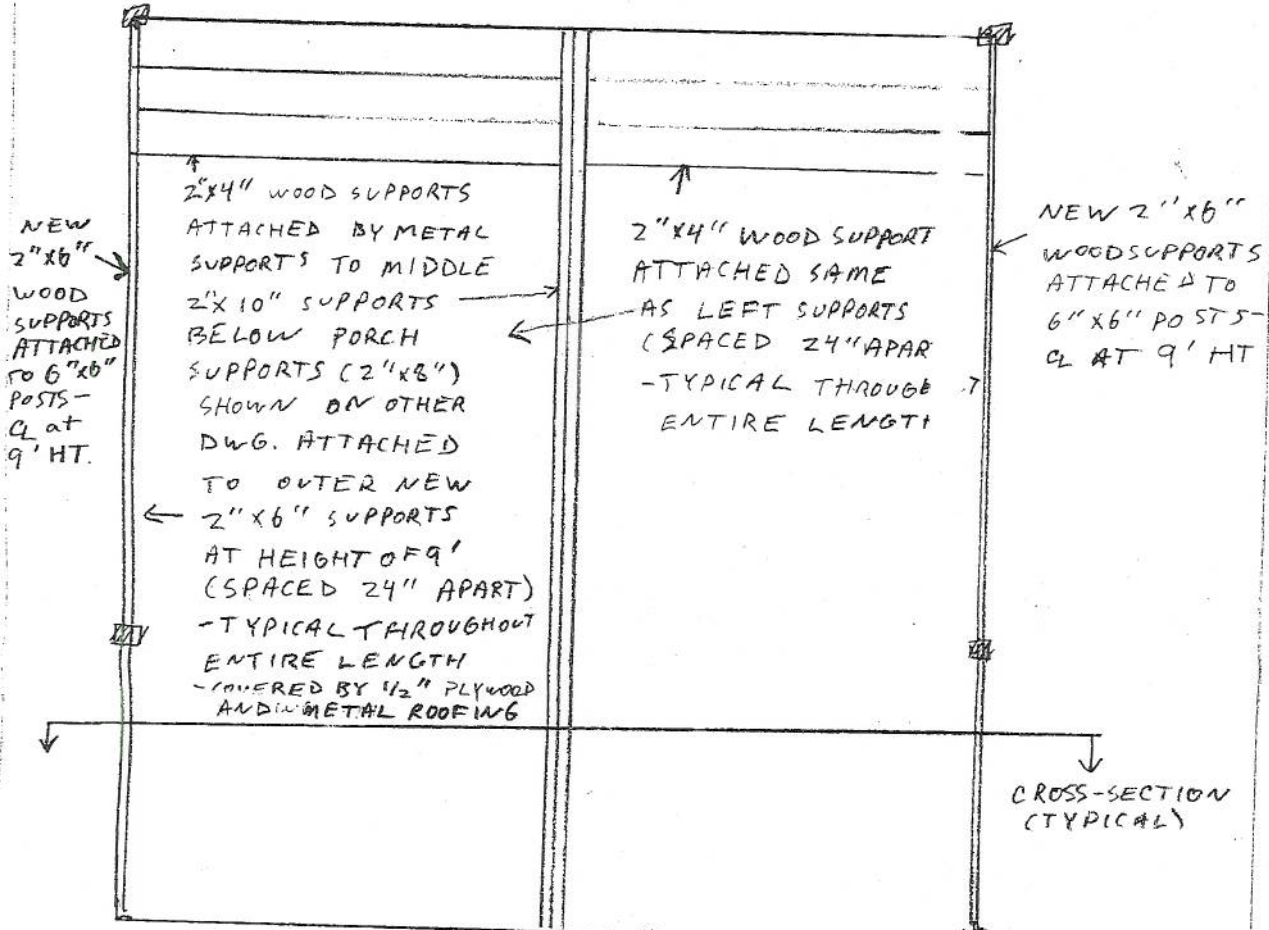 NEW
2"X6"
WOOD
SUPPORTS
ATTACHED
TO 6"X6"
POSTS-
CL at
9' HT.
2"X4" WOOD SUPPORTS
ATTACHED BY METAL
SUPPORTS TO MIDDLE
2"X 10" SUPPORTS
BELOW PORCH
SUPPORTS (2"X8")
SHOWN ON OTHER
DWG. ATTACHED
TO OUTER NEW
2"X6" SUPPORTS
AT HEIGHT OF 9'
(SPACED 24" APART)
-TYPICAL THROUGHOUT
ENTIRE LENGTH
-COVERED BY 1/2" PLYWOOD
AND METAL ROOFING
2"X4" WOOD SUPPORT
ATTACHED SAME
AS LEFT SUPPORTS
(SPACED 24" APAR
-TYPICAL
ENTIRE
NEW 2"X6"
WOOD SUPPORTS
ATTACHED TO
6"X6" POSTS-
CL AT 9' HT
CROSS-SECTION
(TYPICAL)